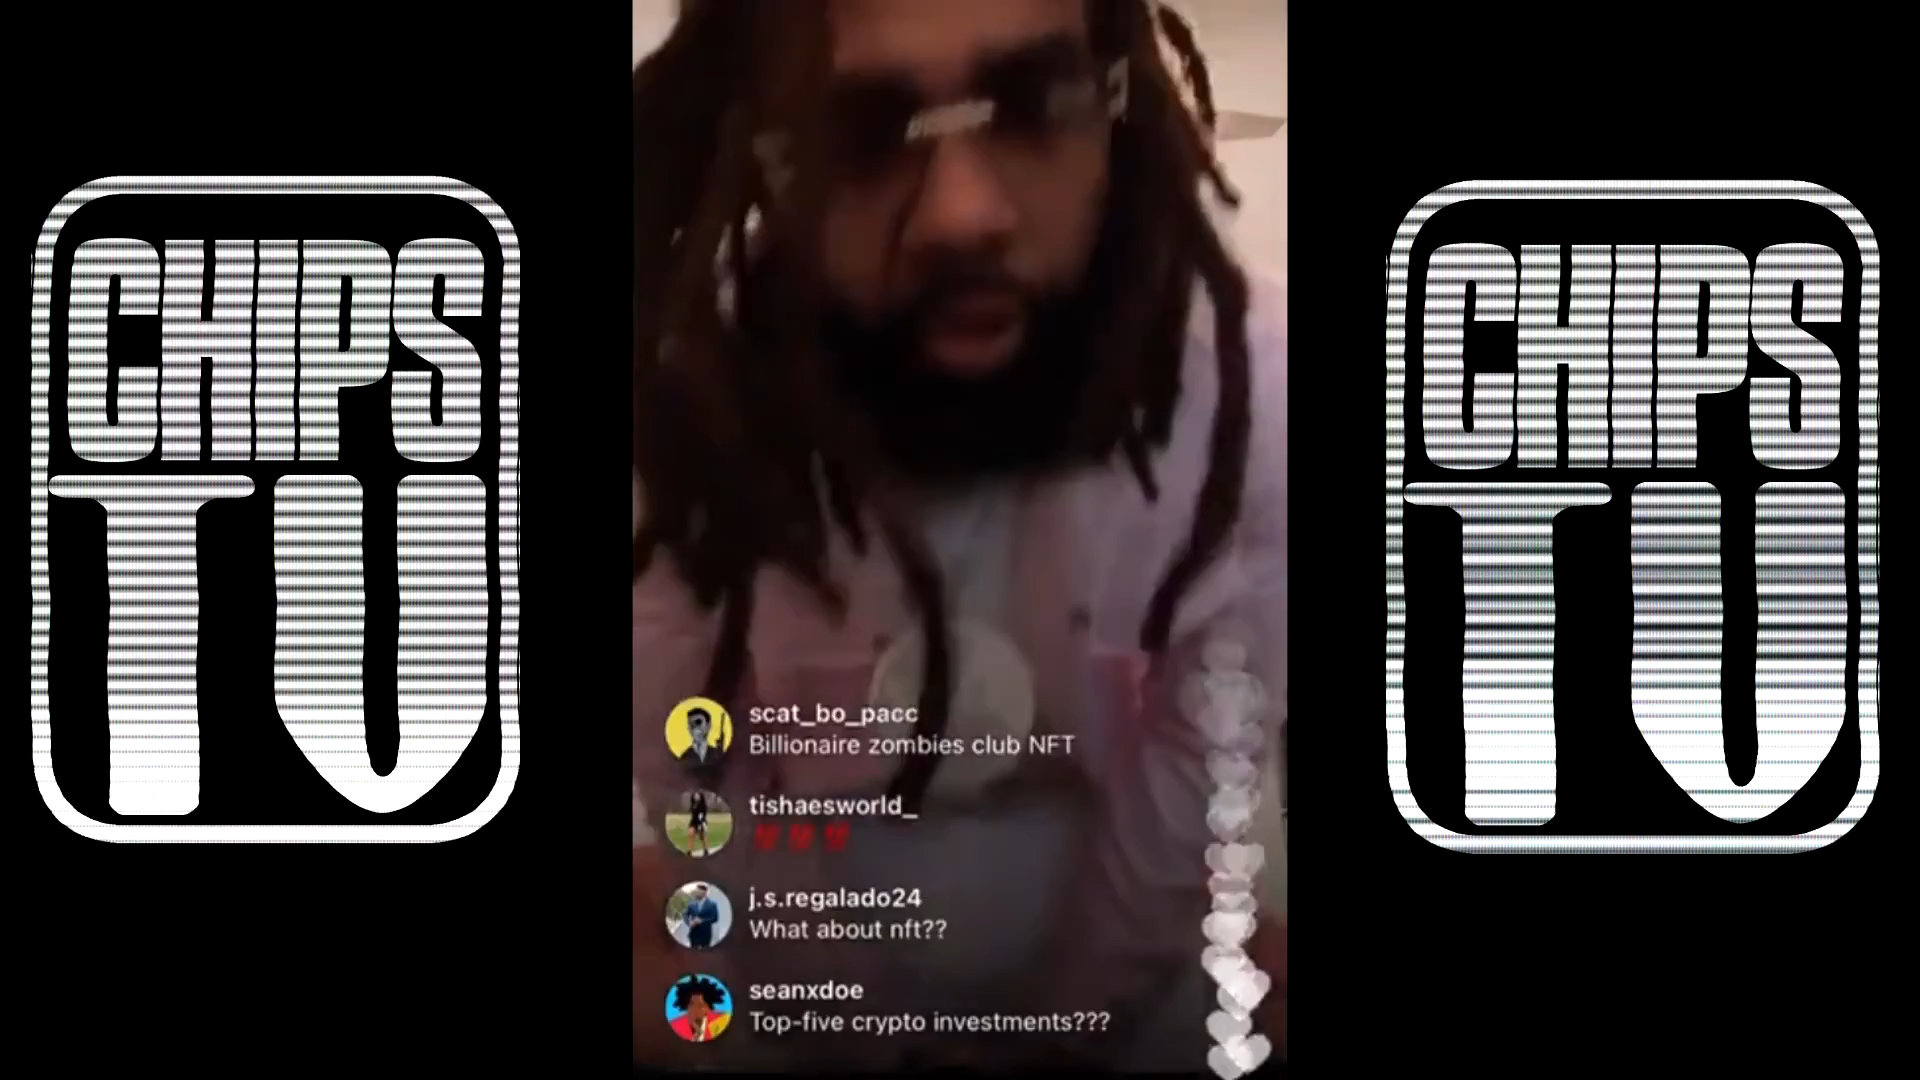 CHIPS
TV
scat_bo_pacc
Billionaire zombies club NFT
tishaesworld_
j.s.regalado24
What about nft??
seanxdoe
Top-five crypto investments???
CHIPS
TV